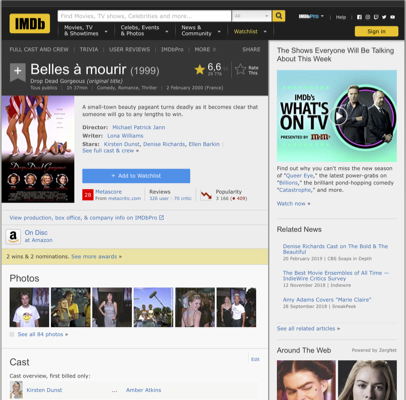 IMDb
Find Movies, TV shows, Celebrities and more...
All
Movies, TV
& Showtimes
Celebs, Events
& Photos
News &
Community
Watchlist
IMDbPro
Help
Sign in
FULL CAST AND CREW | TRIVIA | USER REVIEWS | IMDbPro | MORE
SHARE
Belles à mourir (1999)
Drop Dead Gorgeous (original title)
Tous publics | 1h 37min | Comedy, Romance, Thriller | 2 February 2000 (France)
6,6
Rate
This
A small-town beauty pageant turns deadly as it becomes clear that
someone will go to any lengths to win.
Director: Michael Patrick Jann
Writer: Lona Williams
Stars: Kirsten Dunst, Denise Richards, Ellen Barkin
See full cast & crew »
+ Add to Watchlist
28
Metascore
From metacritic.com
Reviews
326 user | 70 critic
Popularity
3 166 (409)
View production, box office, & company info on IMDbPro
a
On Disc
at Amazon
2 wins & 2 nominations. See more awards »
Photos
See all 84 photos »
Cast
Edit
Cast overview, first billed only:
Kirsten Dunst ... Amber Atkins
The Shows Everyone Will Be Talking
About This Week
IMDb's
WHAT'S
ON TV
PRESENTED BY M&M'S
Find out why you can't miss the new season
of "Queer Eye," the latest power-grabs on
"Billions," the brilliant pond-hopping comedy
"Catastrophe," and more.
Watch now »
Related News
Denise Richards Cast on The Bold & The
Beautiful
20 February 2019 | CBS Soaps in Depth
The Best Movie Ensembles of All Time —
IndieWire Critics Survey
12 November 2018 | Indiewire
Amy Adams Covers "Marie Claire"
28 September 2018 | SneakPeek
See all related articles »
Around The Web
Powered by ZergNet